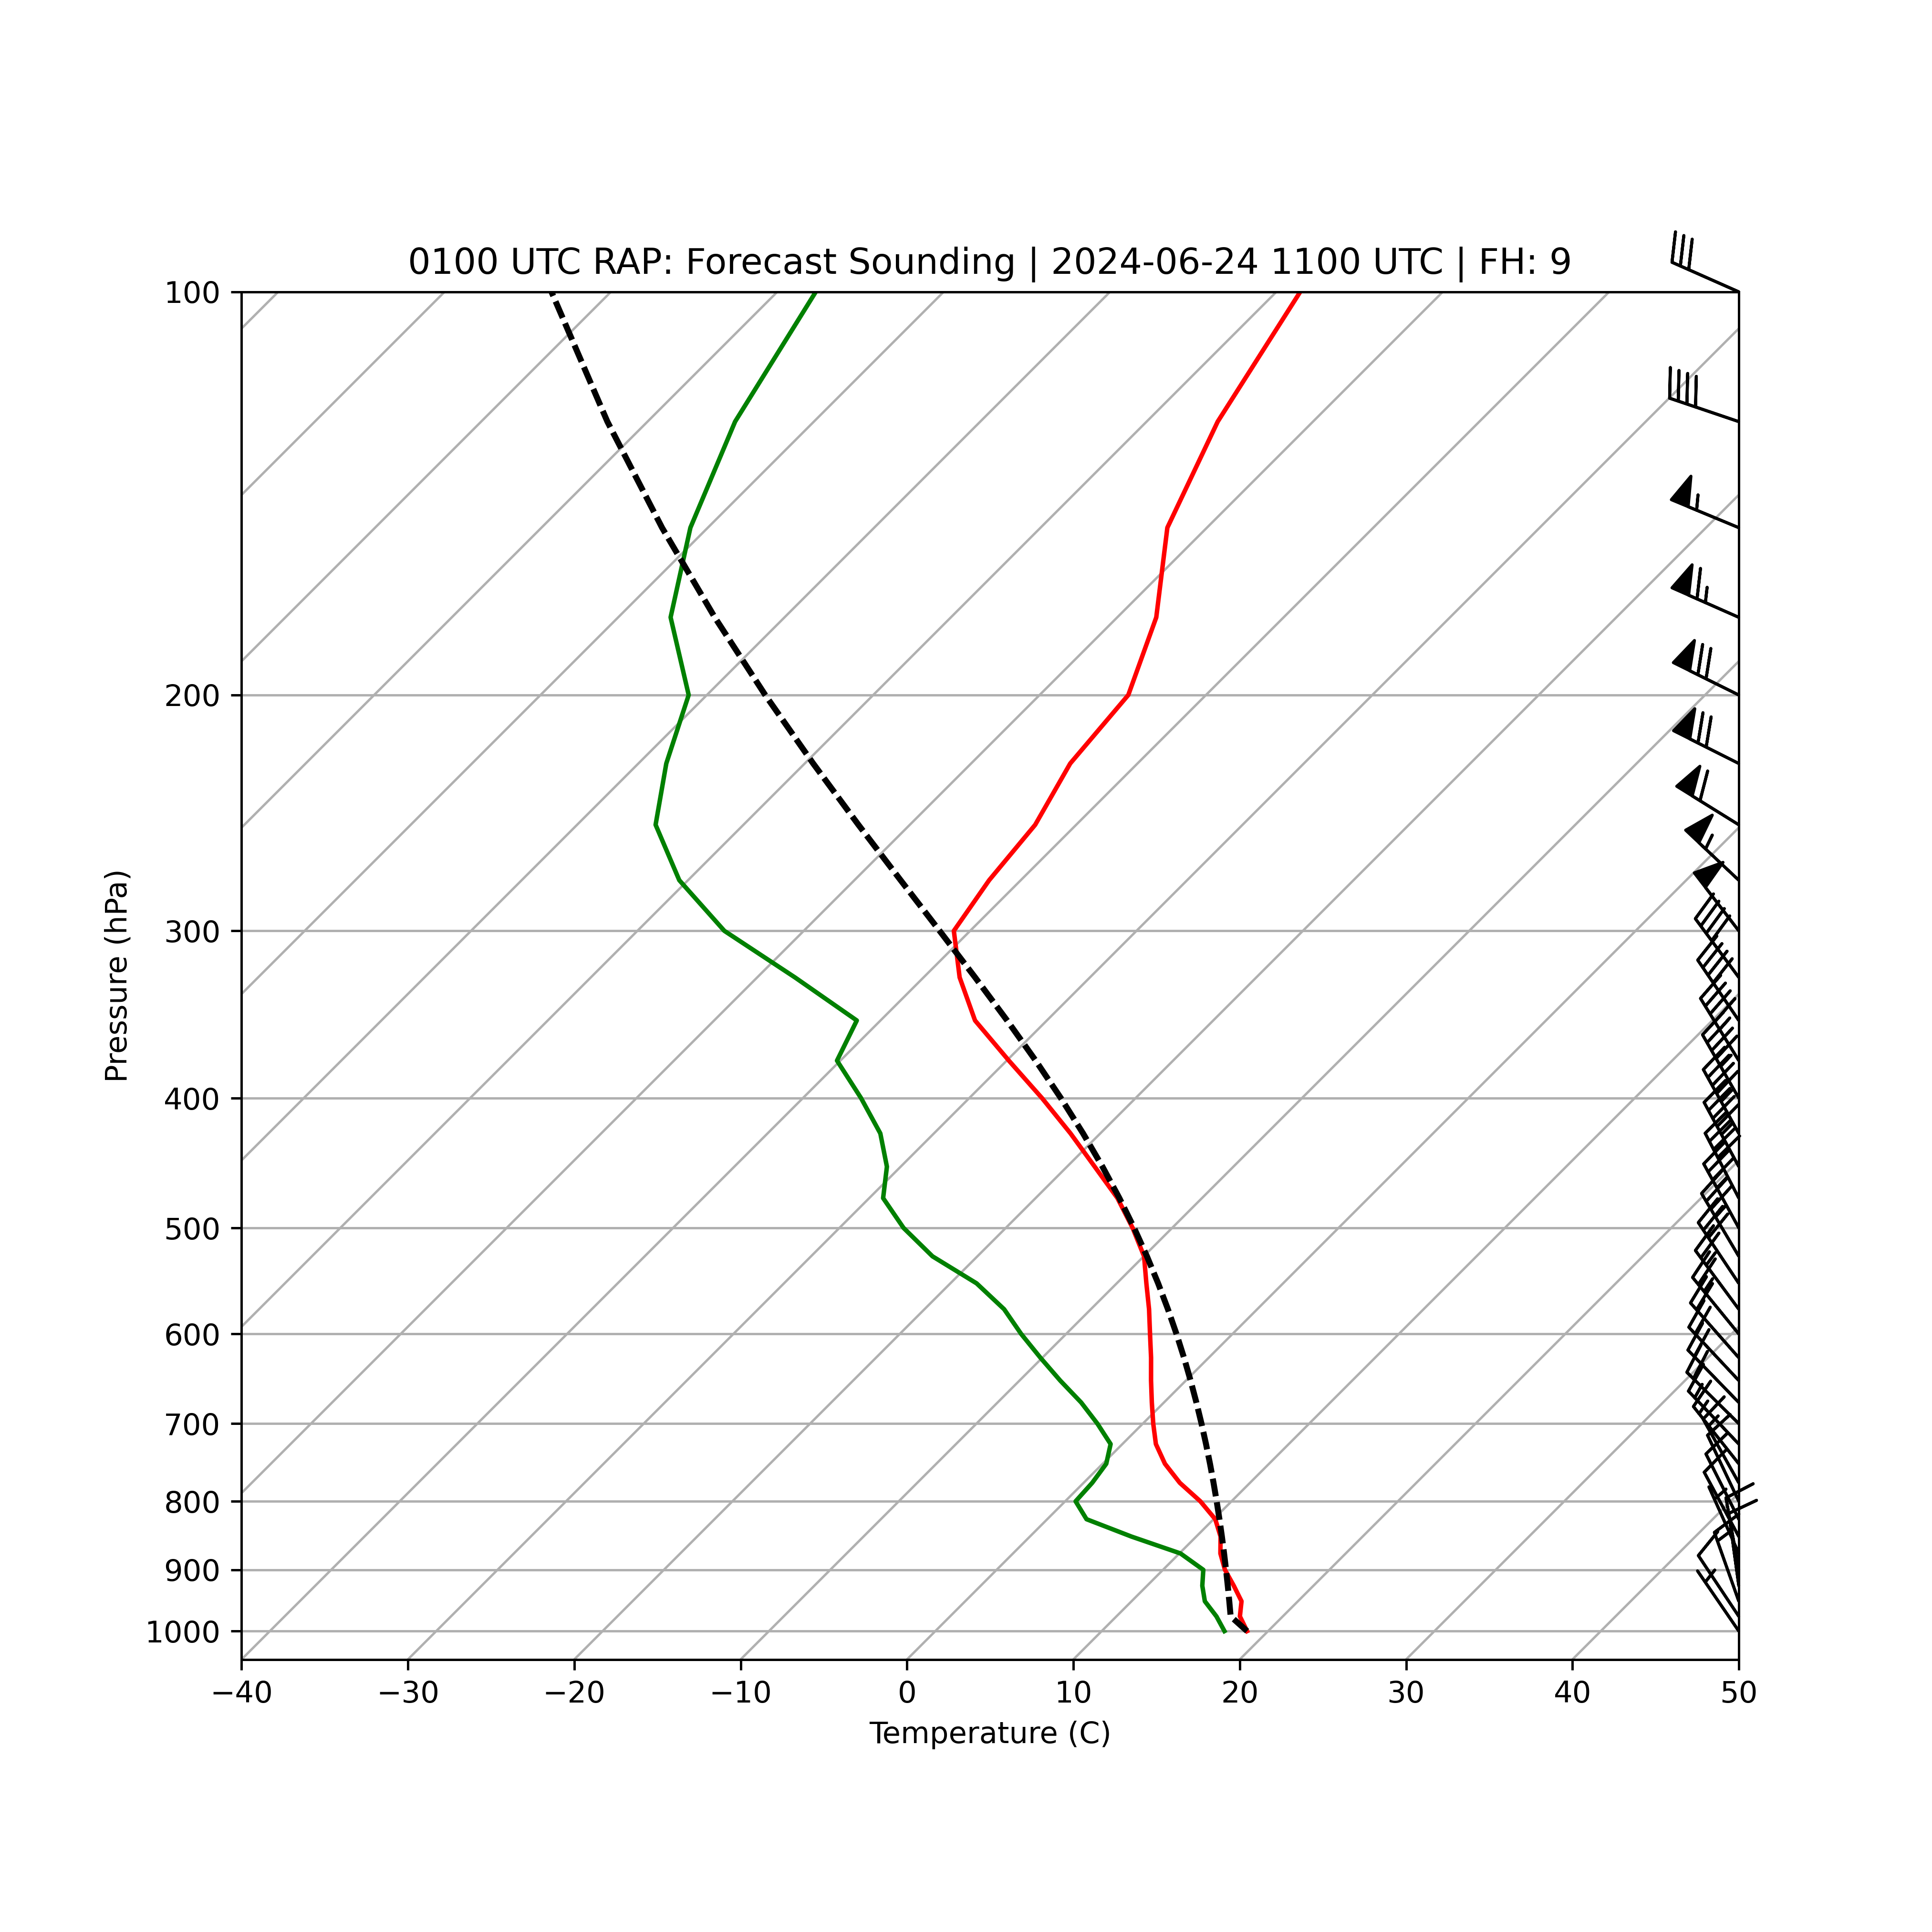 0100 UTC RAP: Forecast Sounding | 2024-06-24 1100 UTC | FH: 9
100
200
300
400
500
600
700
800
900
1000
Pressure (hPa)
−40 −30 −20 −10 0 10 20 30 40 50
Temperature (C)